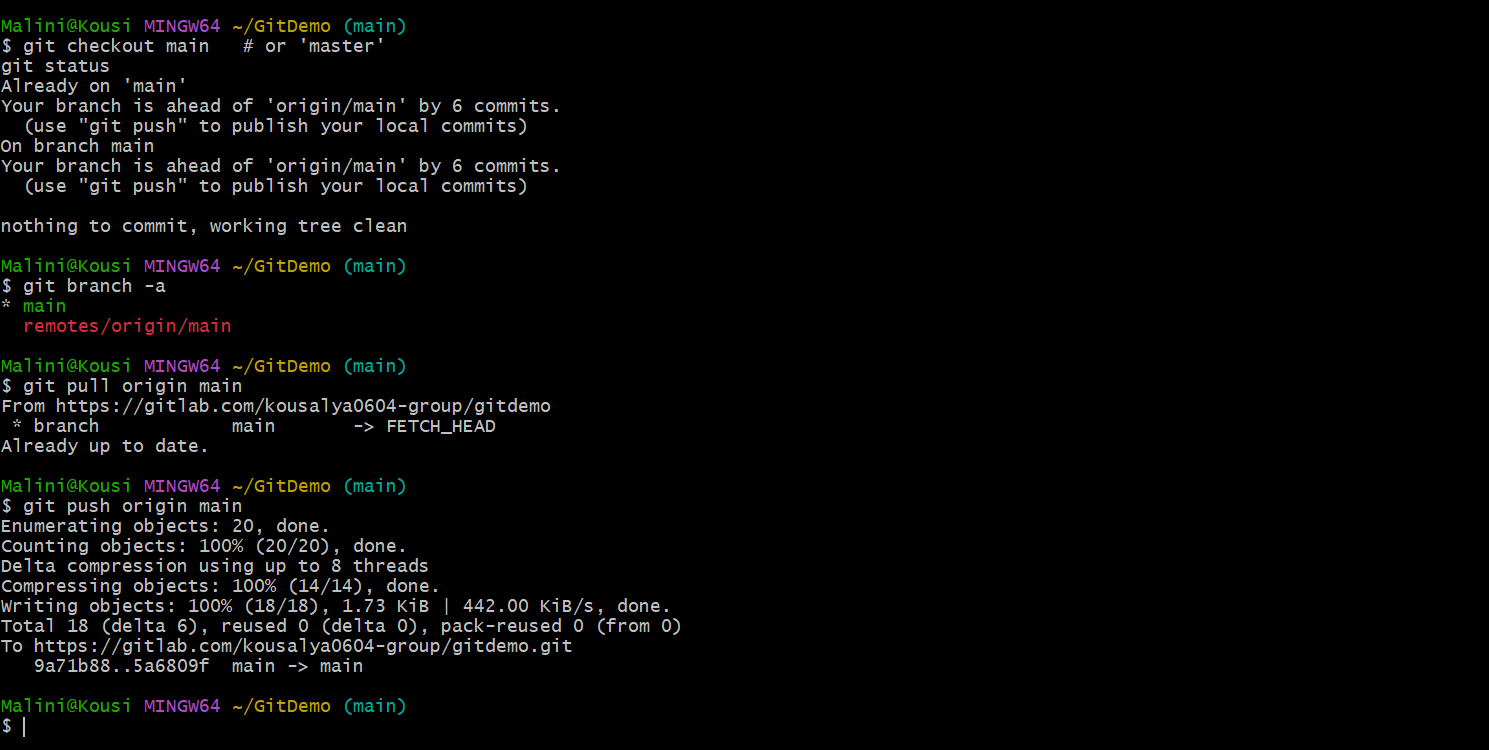 Malini@Kousi MINGW64 ~/GitDemo (main)
$ git checkout main   # or 'master'
git status
Already on 'main'
Your branch is ahead of 'origin/main' by 6 commits.
  (use "git push" to publish your local commits)
On branch main
Your branch is ahead of 'origin/main' by 6 commits.
  (use "git push" to publish your local commits)

nothing to commit, working tree clean

Malini@Kousi MINGW64 ~/GitDemo (main)
$ git branch -a
* main
  remotes/origin/main

Malini@Kousi MINGW64 ~/GitDemo (main)
$ git pull origin main
From https://gitlab.com/kousalya0604-group/gitdemo
 * branch            main       -> FETCH_HEAD
Already up to date.

Malini@Kousi MINGW64 ~/GitDemo (main)
$ git push origin main
Enumerating objects: 20, done.
Counting objects: 100% (20/20), done.
Delta compression using up to 8 threads
Compressing objects: 100% (14/14), done.
Writing objects: 100% (18/18), 1.73 KiB | 442.00 KiB/s, done.
Total 18 (delta 6), reused 0 (delta 0), pack-reused 0 (from 0)
To https://gitlab.com/kousalya0604-group/gitdemo.git
   9a71b88..5a6809f  main -> main

Malini@Kousi MINGW64 ~/GitDemo (main)
$